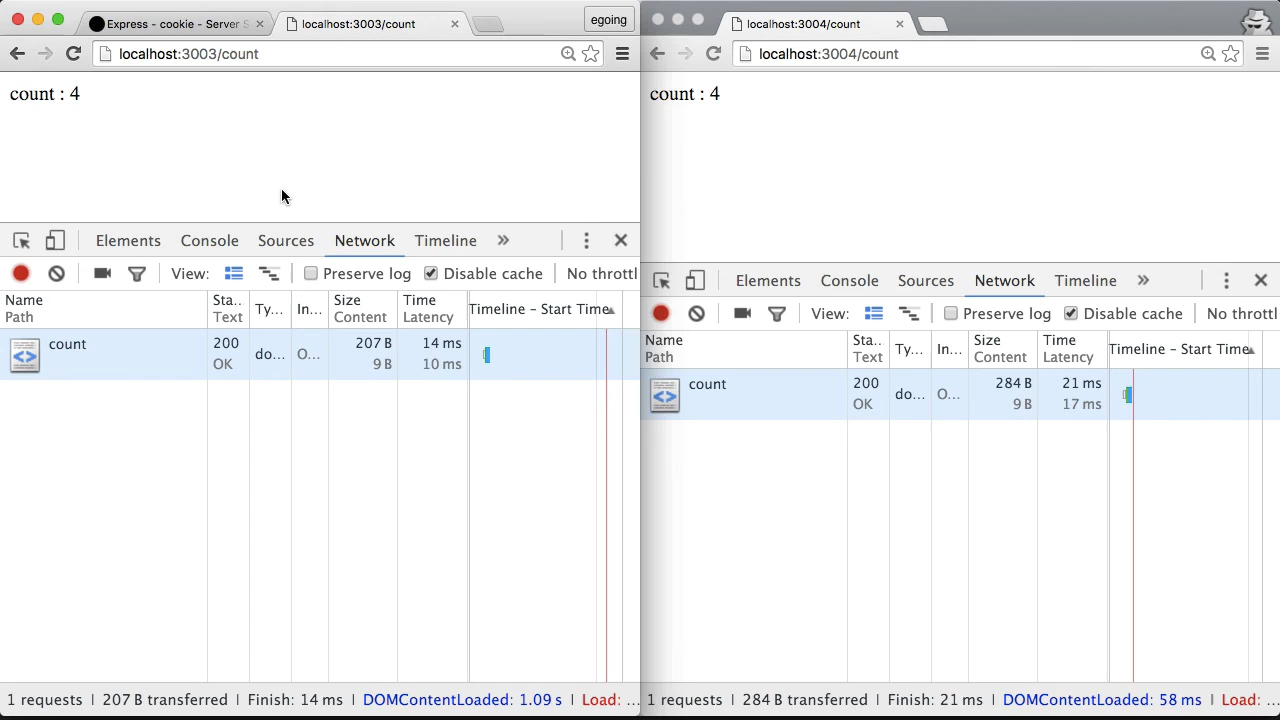 Express - cookie - Server S
localhost:3003/count
egoing
localhost:3003/count
count : 4
Elements Console Sources Network Timeline »
View: Preserve log Disable cache No throttl
Name Sta.. Ty... In... Size Time Timeline – Start Time
Path Text Content Latency
count 200 do... O... 207 B 14 ms
OK 9 B 10 ms
1 requests | 207 B transferred | Finish: 14 ms | DOMContentLoaded: 1.09 s | Load: ...
localhost:3004/count
localhost:3004/count
count : 4
Elements Console Sources Network Timeline »
View: Preserve log Disable cache No throttl
Name Sta.. Ty... In... Size Time Timeline – Start Time
Path Text Content Latency
count 200 do... O... 284 B 21 ms
OK 9 B 17 ms
1 requests | 284 B transferred | Finish: 21 ms | DOMContentLoaded: 58 ms | Load: ...